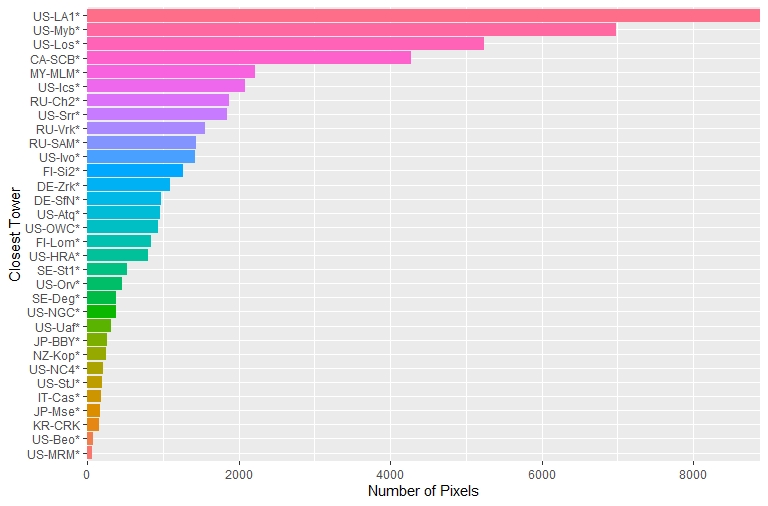 US-LA1*
US-Myb*
US-Los*
CA-SCB*
MY-MLM*
US-Ics*
RU-Ch2*
US-Srr*
RU-Vrk*
RU-SAM*
US-Ivo*
FI-Si2*
DE-Zrk*
DE-SfN*
US-Atq*
US-OWC*
FI-Lom*
US-HRA*
SE-St1*
US-Orv*
SE-Deg*
US-NGC*
US-Uaf*
JP-BBY*
NZ-Kop*
US-NC4*
US-StJ*
IT-Cas*
JP-Mse*
KR-CRK
US-Beo*
US-MRM*
Closest Tower
0 2000 4000 6000 8000
Number of Pixels